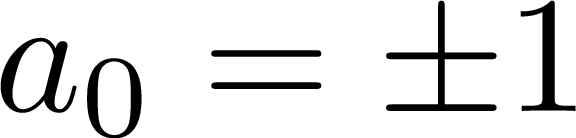 a₀ = ±1